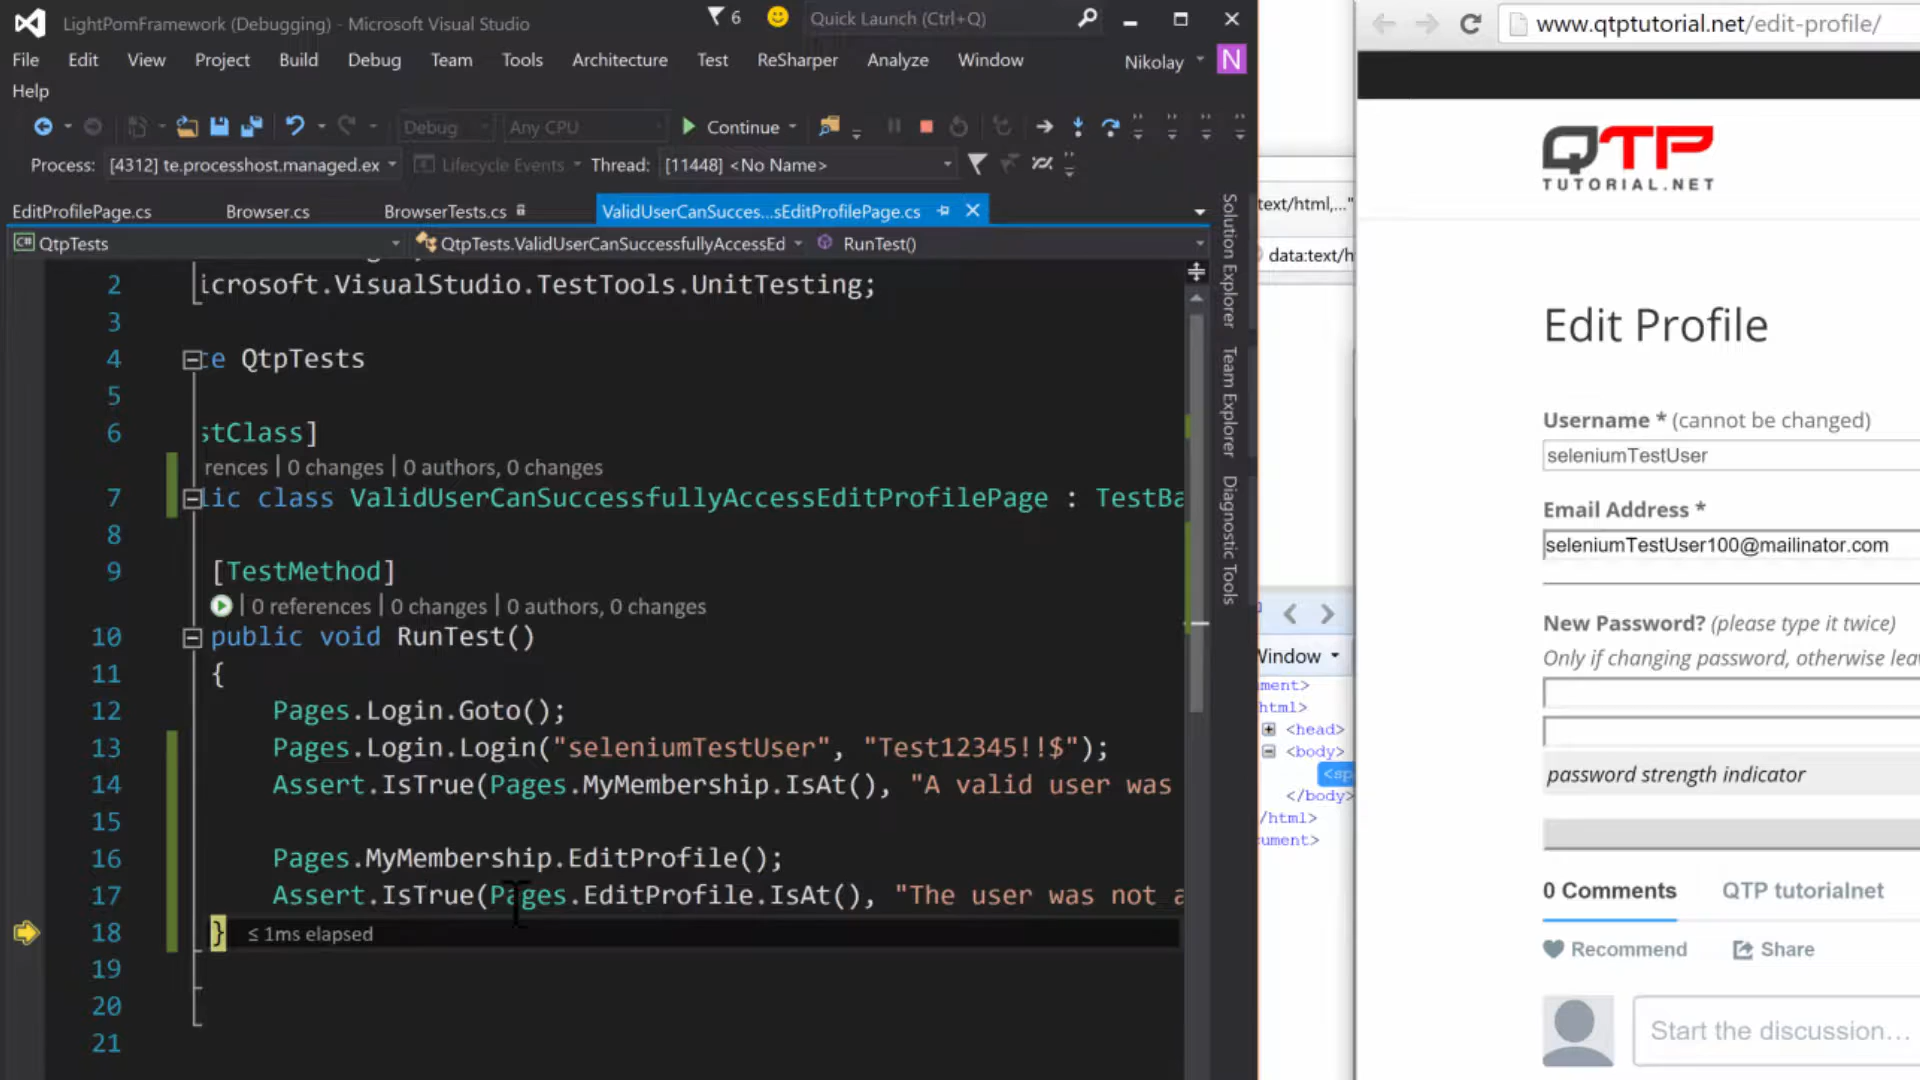 LightPomFramework (Debugging) - Microsoft Visual Studio
6
Quick Launch (Ctrl+Q)
File Edit View Project Build Debug Team Tools Architecture Test ReSharper Analyze Window
Nikolay N
Help
Debug Any CPU Continue
Process: [4312] te.processhost.managed.ex Lifecycle Events Thread: [11448] <No Name>
EditProfilePage.cs Browser.cs BrowserTests.cs ValidUserCanSucces...sEditProfilePage.cs
QtpTests QtpTests.ValidUserCanSuccessfullyAccessEd RunTest()
2 icrosoft.VisualStudio.TestTools.UnitTesting;
3
4 ce QtpTests
5
6 stClass]
rences | 0 changes | 0 authors, 0 changes
7 lic class ValidUserCanSuccessfullyAccessEditProfilePage : TestBa
8
9 [TestMethod]
| 0 references | 0 changes | 0 authors, 0 changes
10 public void RunTest()
11 {
12 Pages.Login.Goto();
13 Pages.Login.Login("seleniumTestUser", "Test12345!!$");
14 Assert.IsTrue(Pages.MyMembership.IsAt(), "A valid user was
15
16 Pages.MyMembership.EditProfile();
17 Assert.IsTrue(Pages.EditProfile.IsAt(), "The user was not a
18 } ≤ 1ms elapsed
19
20
21
Solution Explorer
Team Explorer
Diagnostic Tools
text/html,..."
data:text/h
Window
ment>
html>
<head>
<body>
<sp
</body>
/html>
ument>
www.qtptutorial.net/edit-profile/
QTP
TUTORIAL.NET
Edit Profile
Username * (cannot be changed)
seleniumTestUser
Email Address *
seleniumTestUser100@mailinator.com
New Password? (please type it twice)
Only if changing password, otherwise lea
password strength indicator
0 Comments QTP tutorialnet
Recommend Share
Start the discussion...